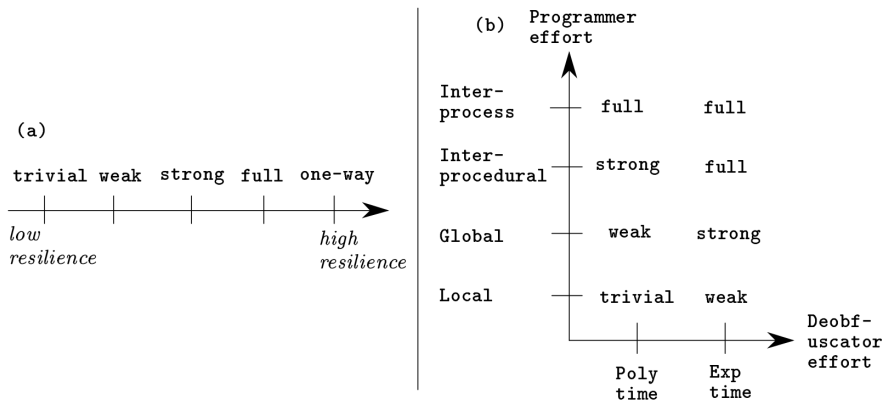 (a)
trivial weak strong full one-way
low
resilience
high
resilience
(b)
Programmer
effort
Inter-
process
full full
Inter-
procedural
strong full
Global
weak strong
Local
trivial weak
Poly
time
Exp
time
Deobf-
uscator
effort